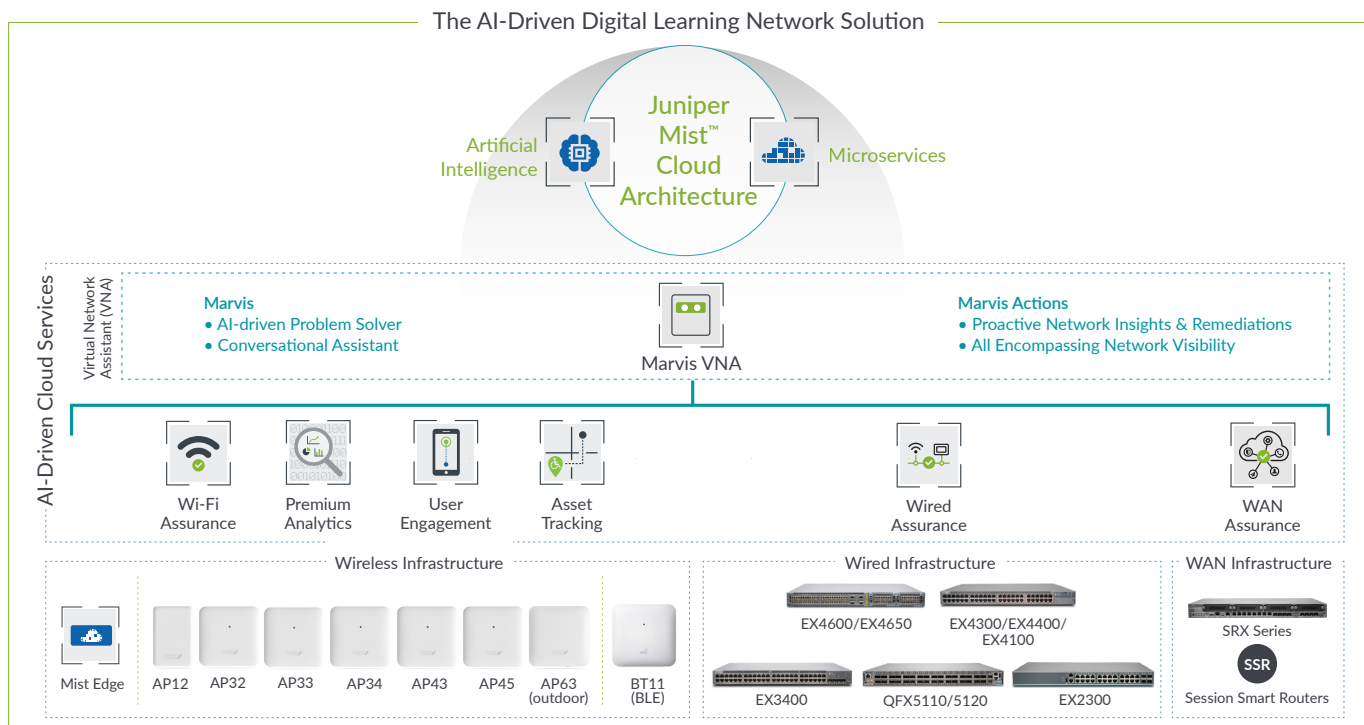 The AI-Driven Digital Learning Network Solution
Juniper
Mist™
Cloud
Architecture
Artificial
Intelligence
Microservices
AI-Driven Cloud Services
Virtual Network
Assistant (VNA)
Marvis
• AI-driven Problem Solver
• Conversational Assistant
Marvis VNA
Marvis Actions
• Proactive Network Insights & Remediations
• All Encompassing Network Visibility
Wi-Fi
Assurance
Premium
Analytics
User
Engagement
Asset
Tracking
Wired
Assurance
WAN
Assurance
Wireless Infrastructure
Mist Edge
AP12
AP32
AP33
AP34
AP43
AP45
AP63
(outdoor)
BT11
(BLE)
Wired Infrastructure
EX4600/EX4650
EX4300/EX4400/
EX4100
EX3400
QFX5110/5120
EX2300
WAN Infrastructure
SRX Series
SSR
Session Smart Routers